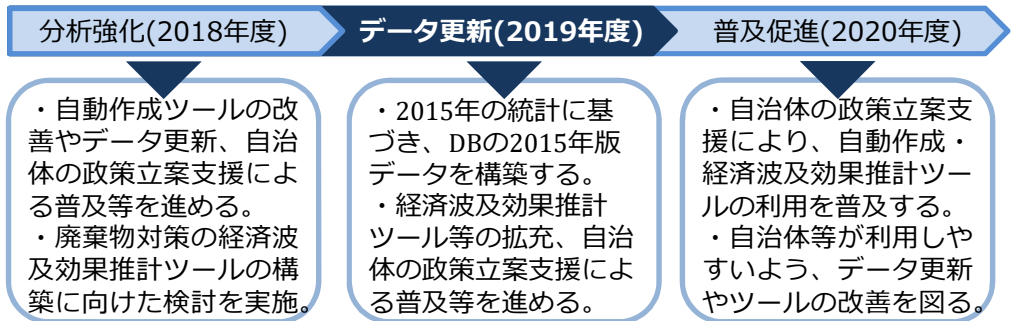 分析強化(2018年度)
データ更新(2019年度)
普及促進(2020年度)
・自動作成ツールの改
善やデータ更新、自治
体の政策立案支援によ
る普及等を進める。
・廃棄物対策の経済波
及効果推計ツールの構
築に向けた検討を実施。
・2015年の統計に基
づき、DBの2015年版
データを構築する。
・経済波及効果推計
ツール等の拡充、自治
体の政策立案支援によ
る普及等を進める。
・自治体の政策立案支
援により、自動作成・
経済波及効果推計ツー
ルの利用を普及する。
・自治体等が利用しや
すいよう、データ更新
やツールの改善を図る。